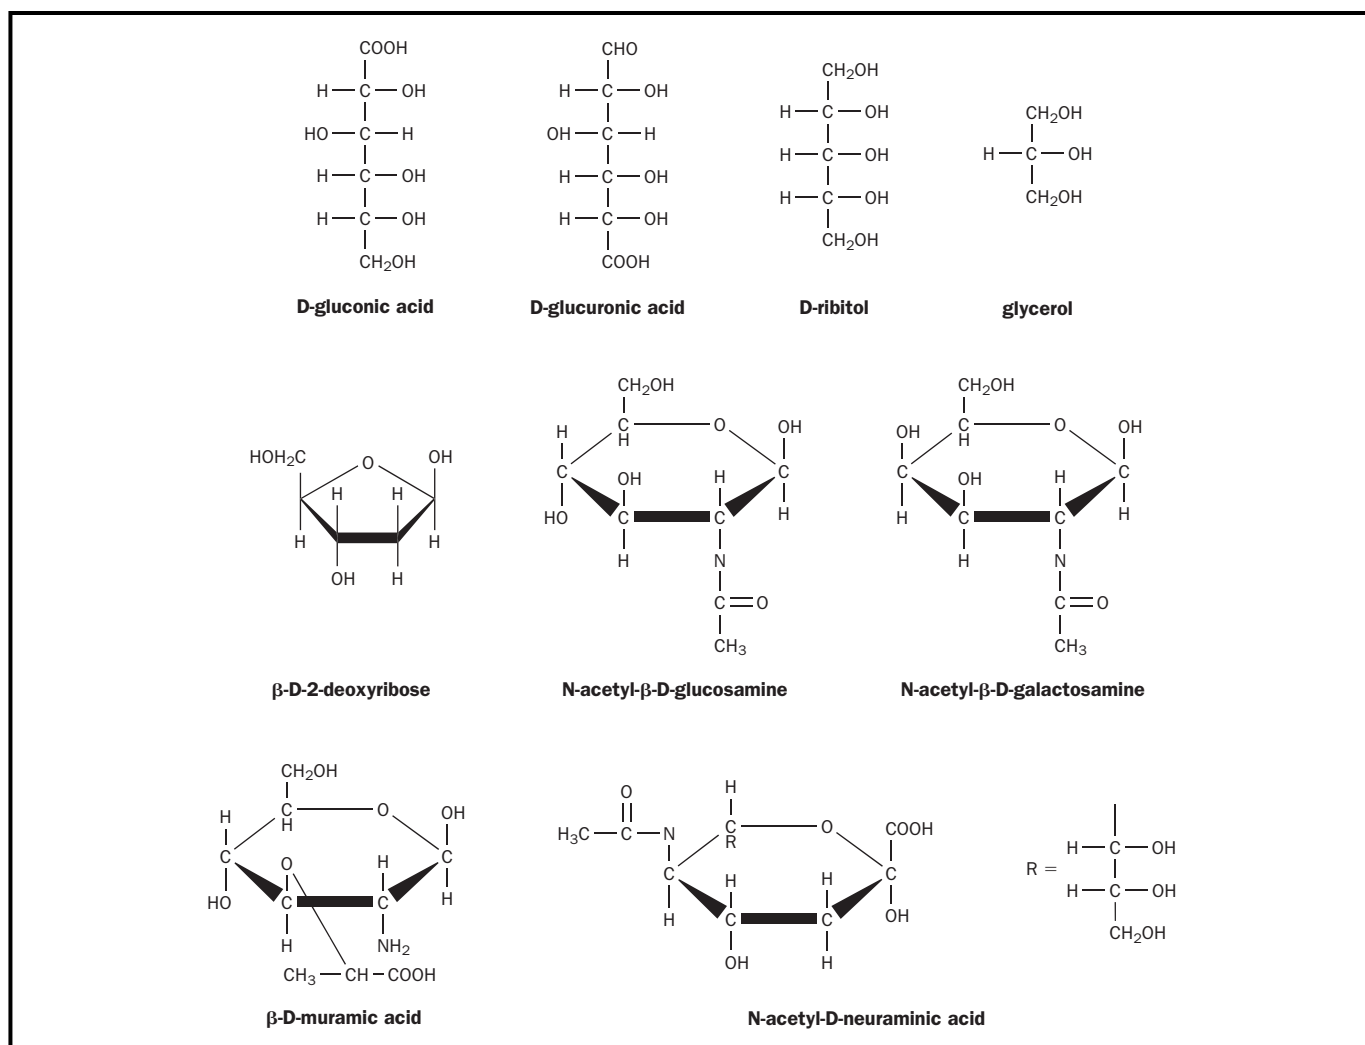 COOH
H C OH
HO C H
H C OH
H C OH
CH2OH
D-gluconic acid
CHO
H C OH
OH C H
H C OH
H C OH
COOH
D-glucuronic acid
CH2OH
H C OH
H C OH
H C OH
CH2OH
D-ribitol
CH2OH
H C OH
CH2OH
glycerol
HOH2C O OH
H H
H H
OH H
β-D-2-deoxyribose
CH2OH
H C O OH
H
C OH H C
HO C C H
H N
C O
CH3
N-acetyl-β-D-glucosamine
CH2OH
OH C O OH
H
C OH H C
H C C H
H N
C O
CH3
N-acetyl-β-D-galactosamine
CH2OH
H C O OH
H
C O H C
HO C C H
H NH2
CH3 CH COOH
β-D-muramic acid
O H
H3C C N C O COOH
R
C H H C
H C C OH
OH H
N-acetyl-D-neuraminic acid
R =
H C OH
H C OH
CH2OH